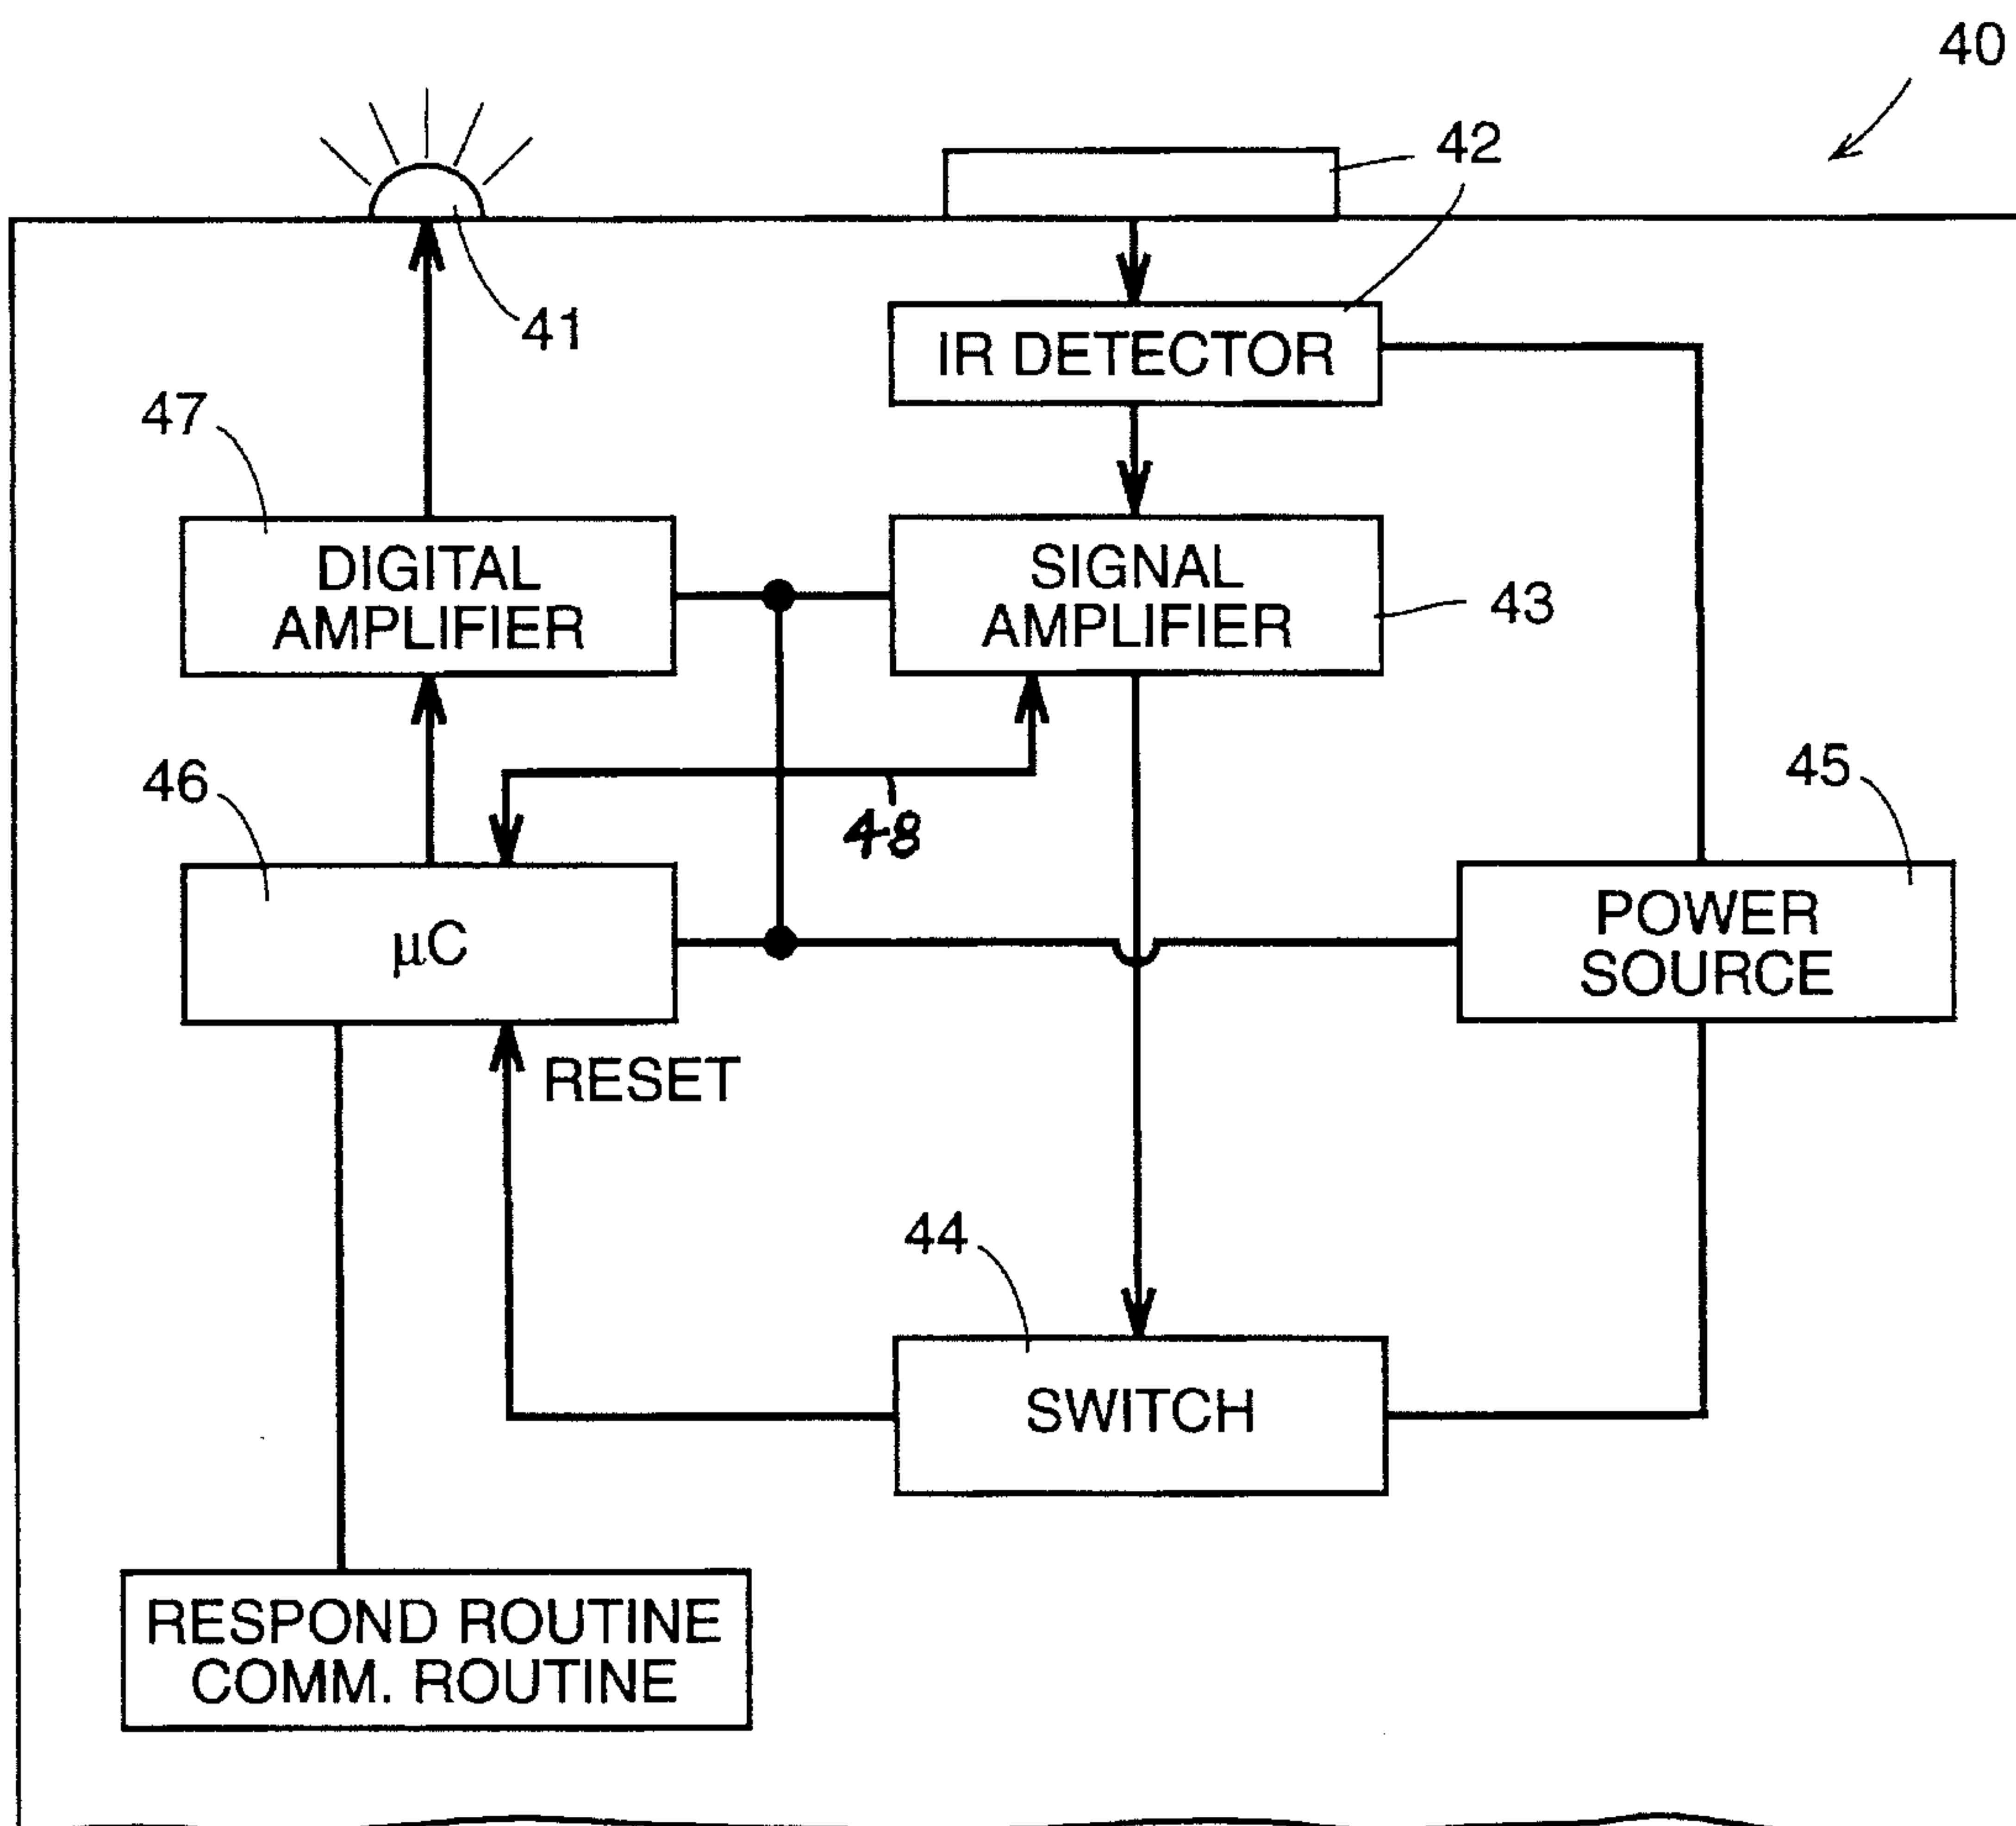 40
42
41
IR DETECTOR
47
DIGITAL
AMPLIFIER
SIGNAL
AMPLIFIER
43
46
48
45
µC
POWER
SOURCE
RESET
44
SWITCH
RESPOND ROUTINE
COMM. ROUTINE